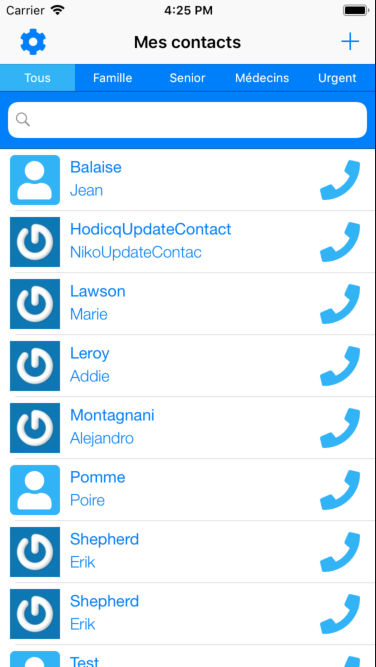 Carrier 4:25 PM
Mes contacts
Tous Famille Senior Médecins Urgent
Balaise
Jean
HodicqUpdateContact
NikoUpdateContac
Lawson
Marie
Leroy
Addie
Montagnani
Alejandro
Pomme
Poire
Shepherd
Erik
Shepherd
Erik
Test